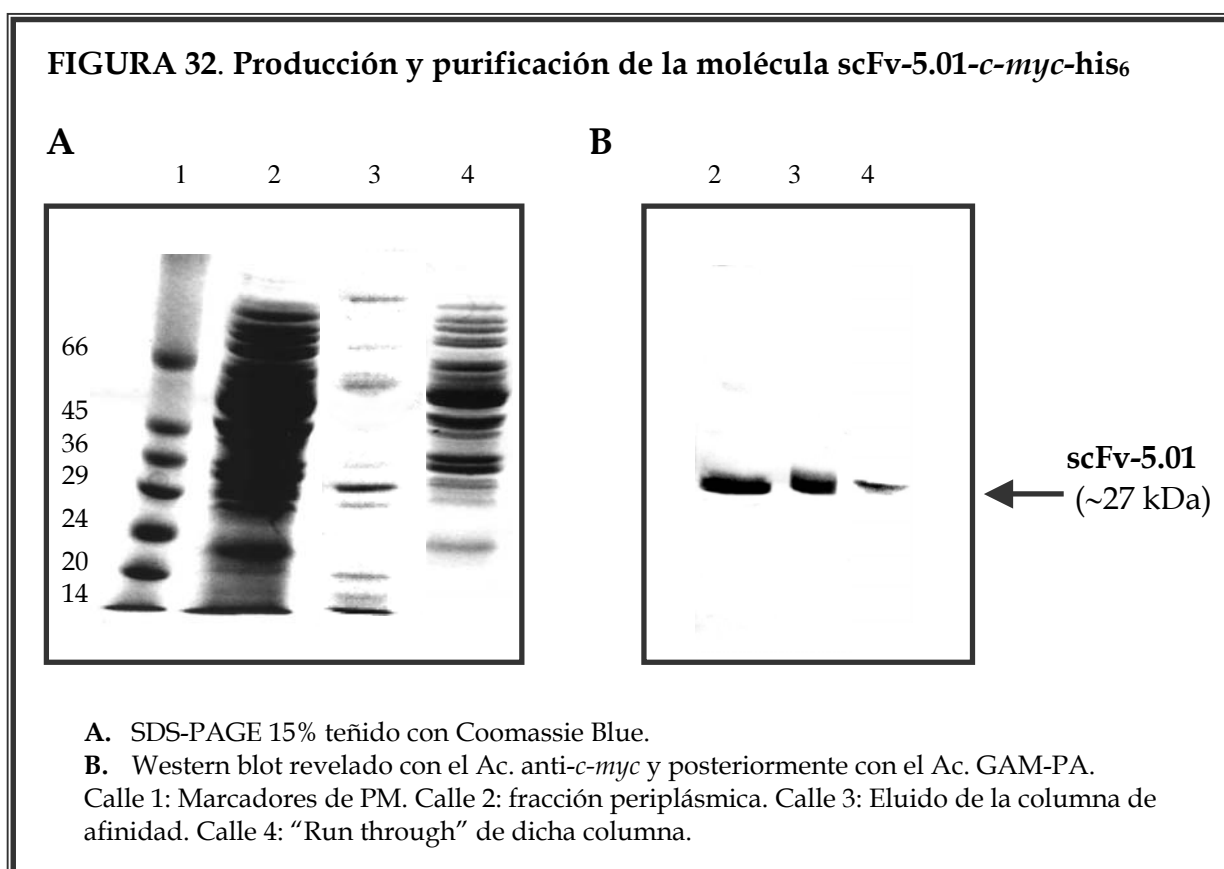 FIGURA 32. Producción y purificación de la molécula scFv-5.01-c-myc-his₆
A
B
1 2 3 4
2 3 4
66
45
36
29
24
20
14
scFv-5.01
(~27 kDa)
A. SDS-PAGE 15% teñido con Coomassie Blue.
B. Western blot revelado con el Ac. anti-c-myc y posteriormente con el Ac. GAM-PA.
Calle 1: Marcadores de PM. Calle 2: fracción periplásmica. Calle 3: Eluido de la columna de
afinidad. Calle 4: “Run through” de dicha columna.